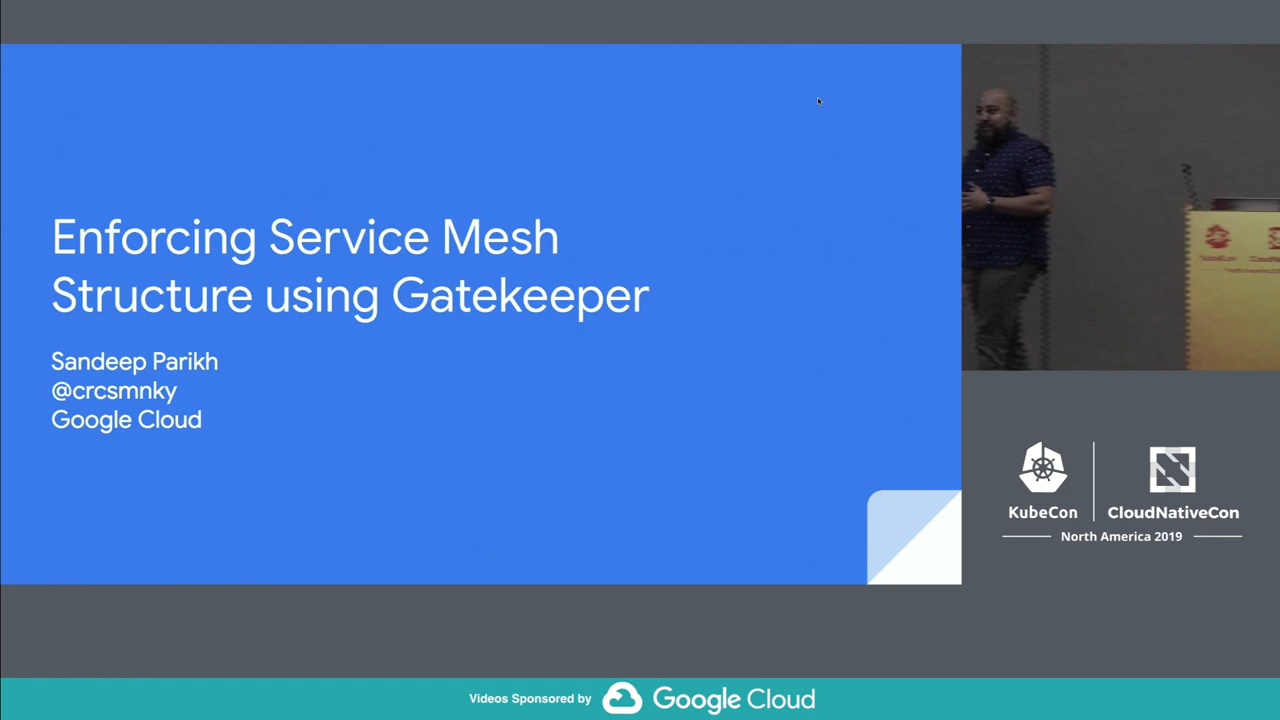 Enforcing Service Mesh
Structure using Gatekeeper
Sandeep Parikh
@crcsmnky
Google Cloud
KubeCon
CloudNativeCon
North America 2019
Videos Sponsored by
Google Cloud